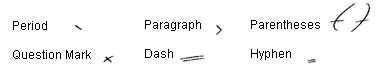 Period Paragraph Parentheses
Question Mark Dash Hyphen